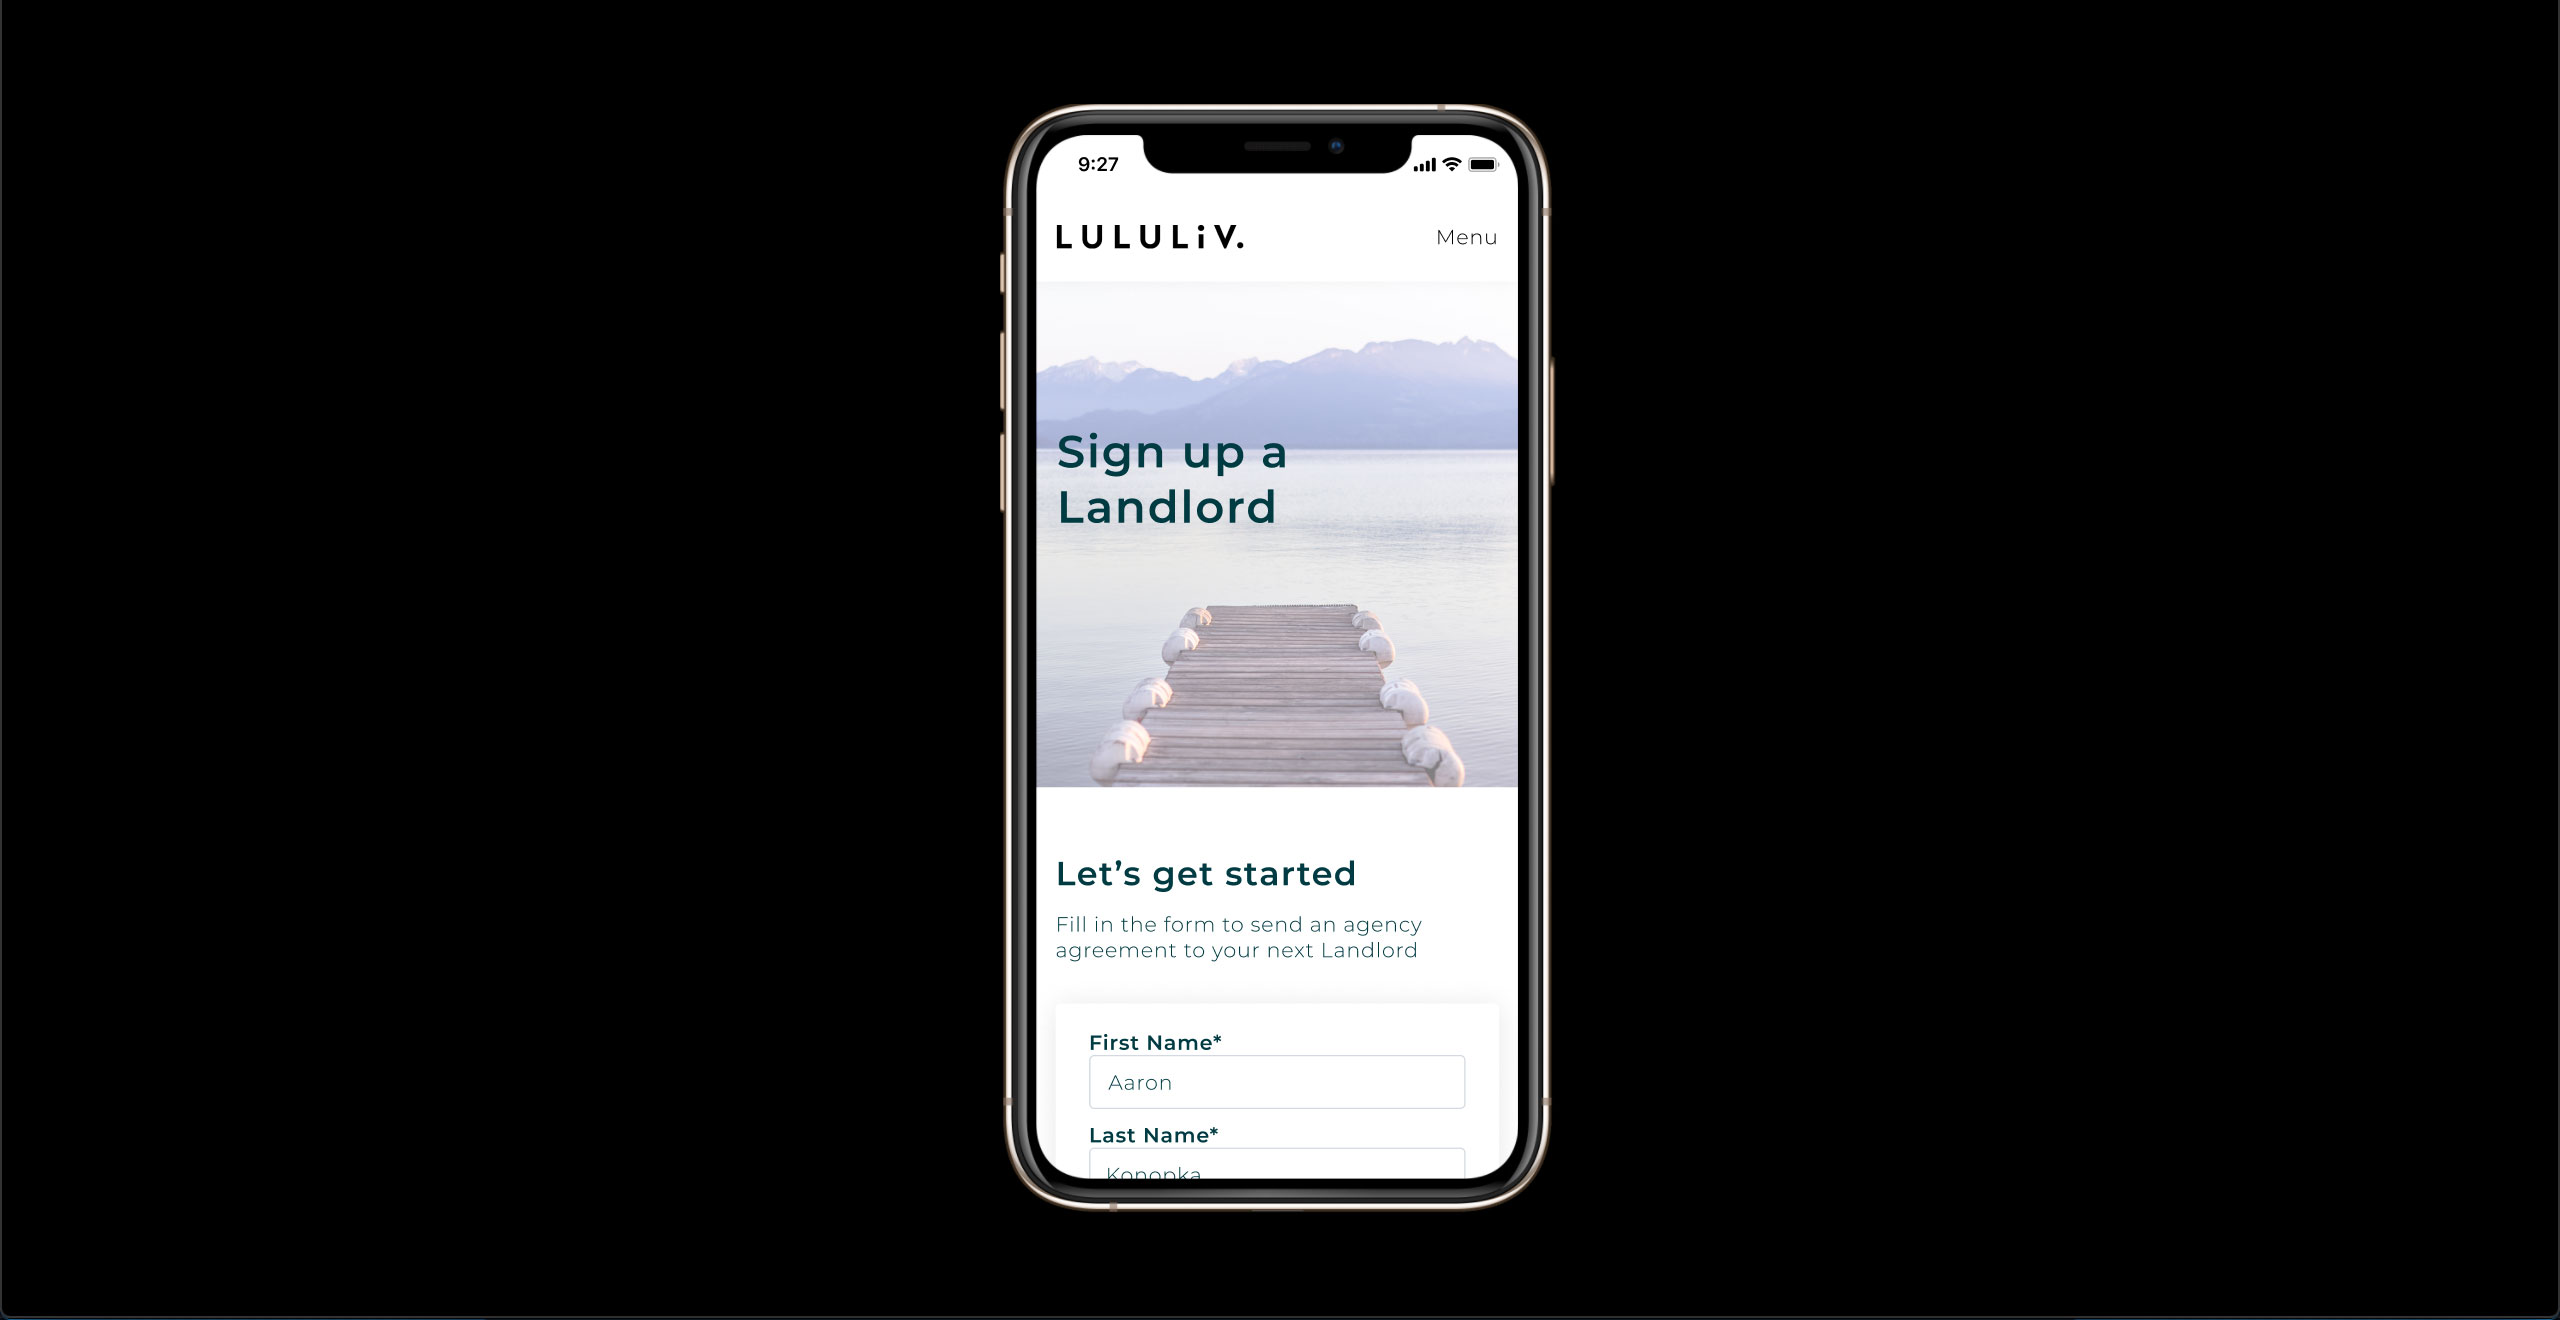 9:27
LULULiV.
Menu
Sign up a
Landlord
Let’s get started
Fill in the form to send an agency
agreement to your next Landlord
First Name*
Aaron
Last Name*
Konopka